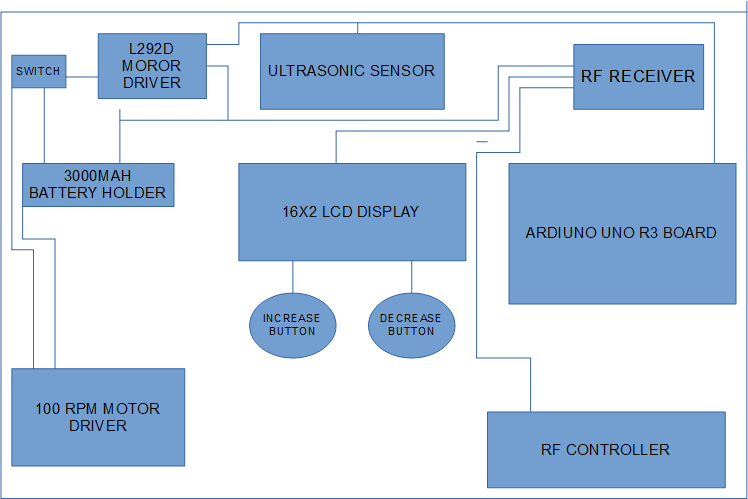 L292D
MOROR
DRIVER
SWITCH
ULTRASONIC SENSOR
RF RECEIVER
3000MAH
BATTERY HOLDER
16X2 LCD DISPLAY
ARDIUNO UNO R3 BOARD
INCREASE
BUTTON
DECREASE
BUTTON
100 RPM MOTOR
DRIVER
RF CONTROLLER